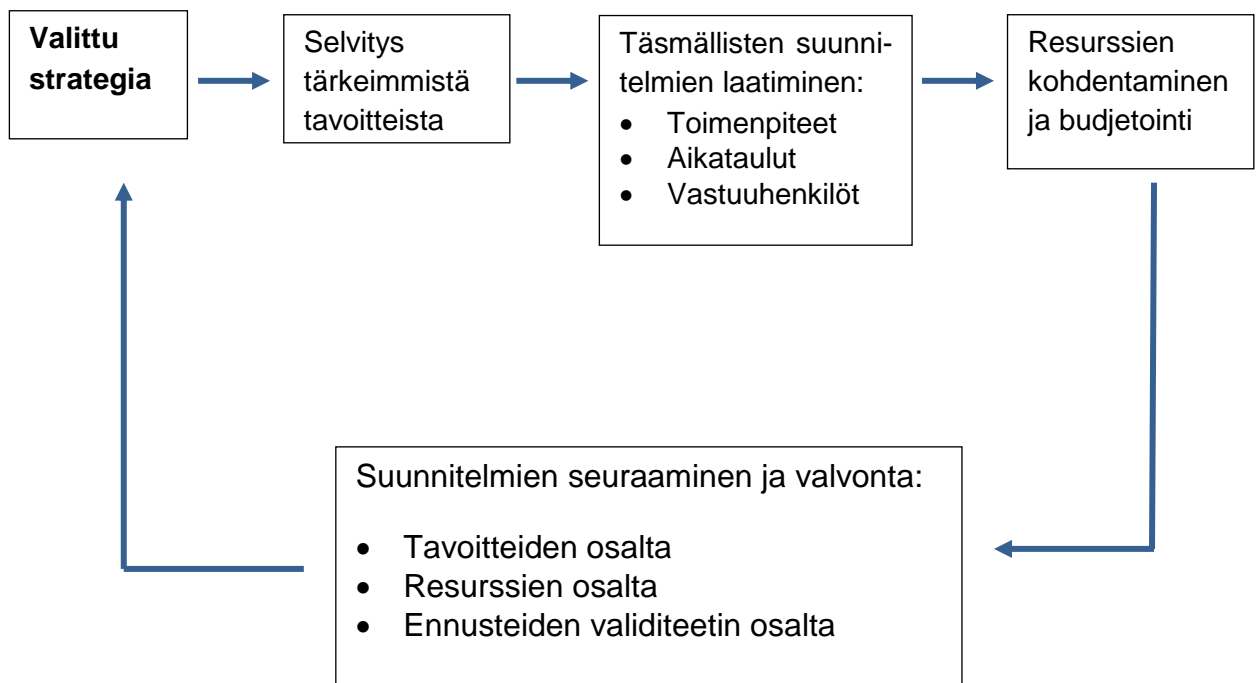 Valittu
strategia
Selvitys
tärkeimmistä
tavoitteista
Täsmällisten suunni-
telmien laatiminen:
• Toimenpiteet
• Aikataulut
• Vastuuhenkilöt
Resurssien
kohdentaminen
ja budjetointi
Suunnitelmien seuraaminen ja valvonta:
• Tavoitteiden osalta
• Resurssien osalta
• Ennusteiden validiteetin osalta